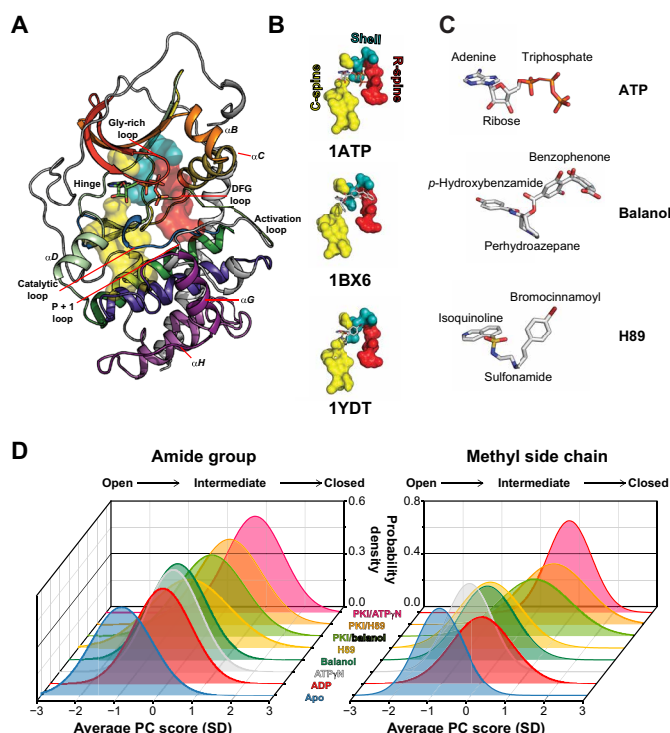 A
Gly-rich
loop
αB
αC
Hinge
DFG
loop
Activation loop
αD
Catalytic
loop
P + 1
loop
αG
αH
B
Shell
C-spine
R-spine
1ATP
1BX6
1YDT
C
Adenine
Triphosphate
ATP
Ribose
Benzophenone
p-Hydroxybenzamide
Balanol
Perhydroazepane
Bromocinnamoyl
Isoquinoline
H89
Sulfonamide
D
Amide group
Methyl side chain
Open
Intermediate
Closed
Open
Intermediate
Closed
0.6
0.3
0.0
Probability
density
0.8
0.4
0.0
PKI/ATPγN
PKI/H89
PKI/balanol
H89
Balanol
ATPγN
ADP
Apo
−3 −2 −1 0 1 2 3
−3 −2 −1 0 1 2 3
Average PC score (SD)
Average PC score (SD)